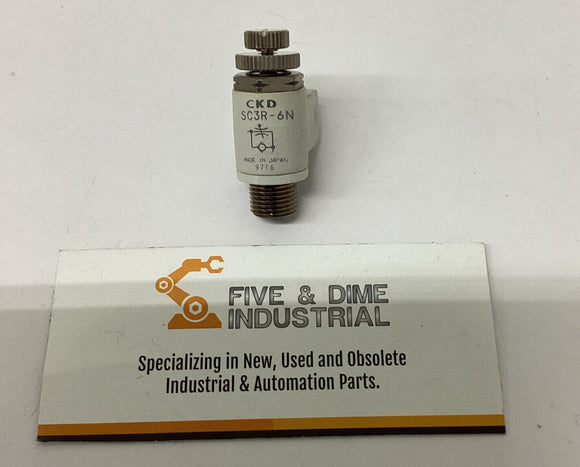 CKD
SC3R-6N
MADE IN JAPAN
9716
FIVE & DIME
INDUSTRIAL
Specializing in New, Used and Obsolete
Industrial & Automation Parts.